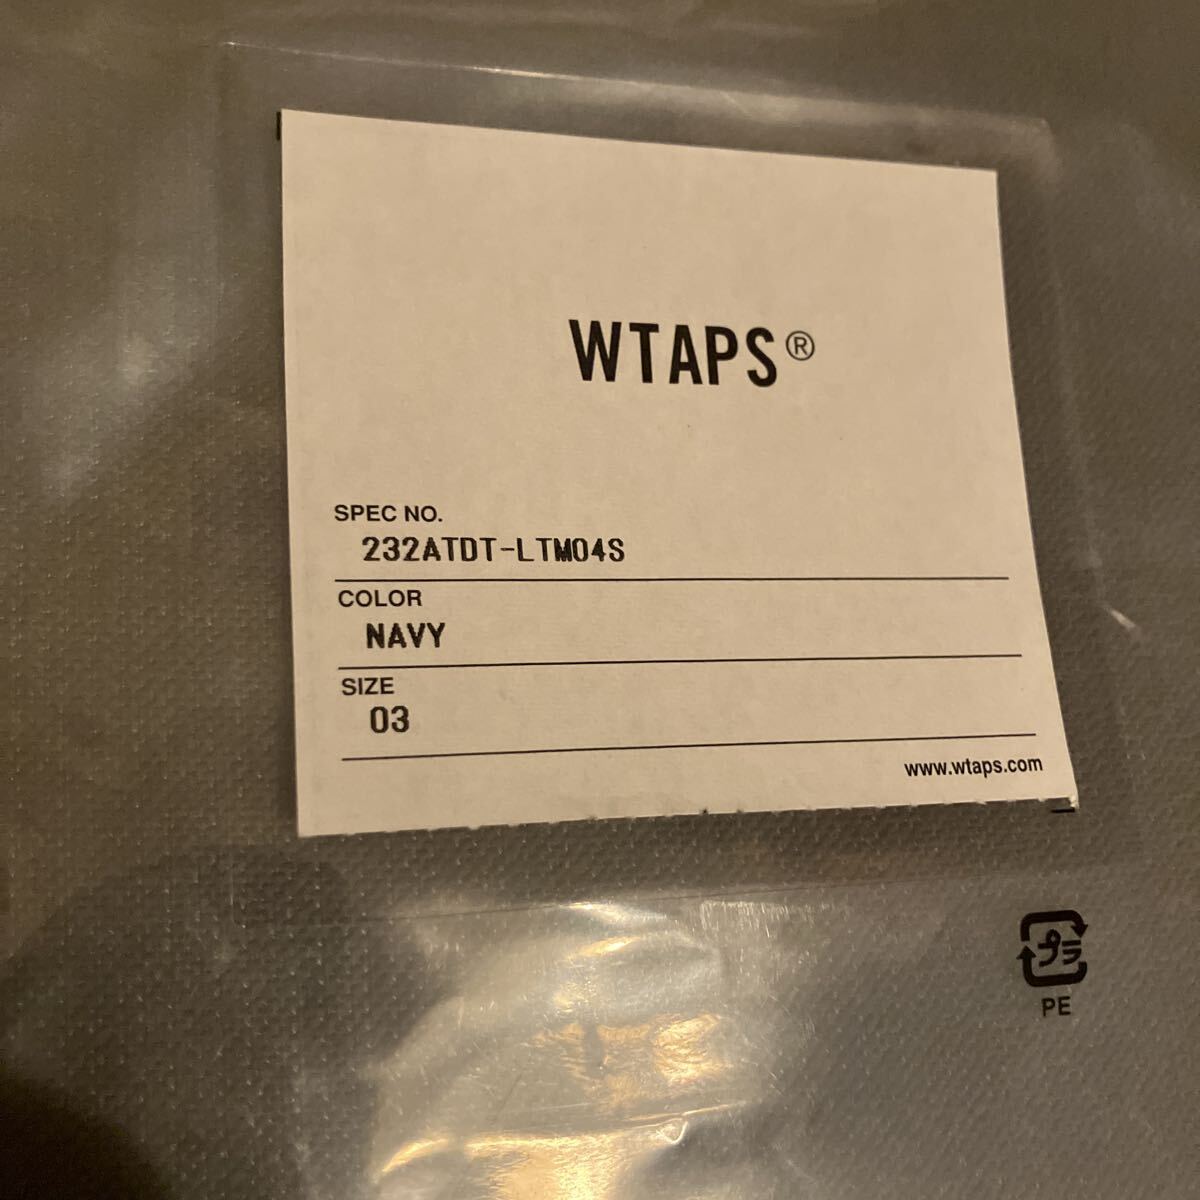 WTAPS®
SPEC NO.
232ATDT-LTM04S
COLOR
NAVY
SIZE
03
www.wtaps.com
プラ
PE